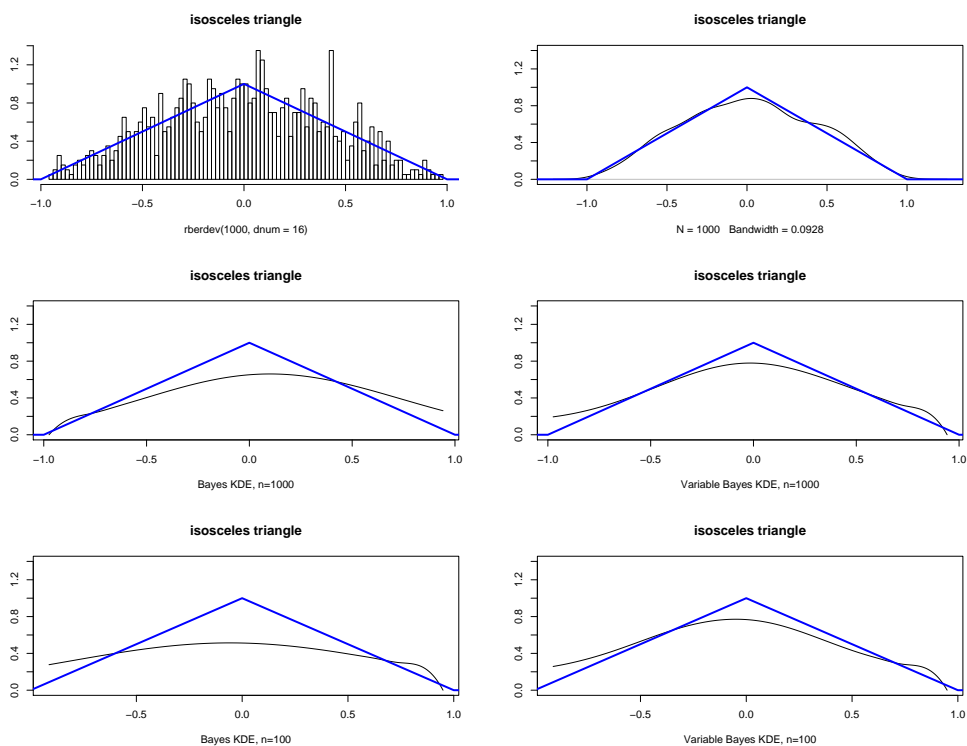 isosceles triangle
0.0 0.4 0.8 1.2
−1.0 −0.5 0.0 0.5 1.0
rberdev(1000, dnum = 16)
isosceles triangle
0.0 0.4 0.8 1.2
−1.0 −0.5 0.0 0.5 1.0
N = 1000 Bandwidth = 0.0928
isosceles triangle
0.0 0.4 0.8 1.2
−1.0 −0.5 0.0 0.5 1.0
Bayes KDE, n=1000
isosceles triangle
0.0 0.4 0.8 1.2
−1.0 −0.5 0.0 0.5 1.0
Variable Bayes KDE, n=1000
isosceles triangle
0.0 0.4 0.8 1.2
−0.5 0.0 0.5 1.0
Bayes KDE, n=100
isosceles triangle
0.0 0.4 0.8 1.2
−0.5 0.0 0.5 1.0
Variable Bayes KDE, n=100